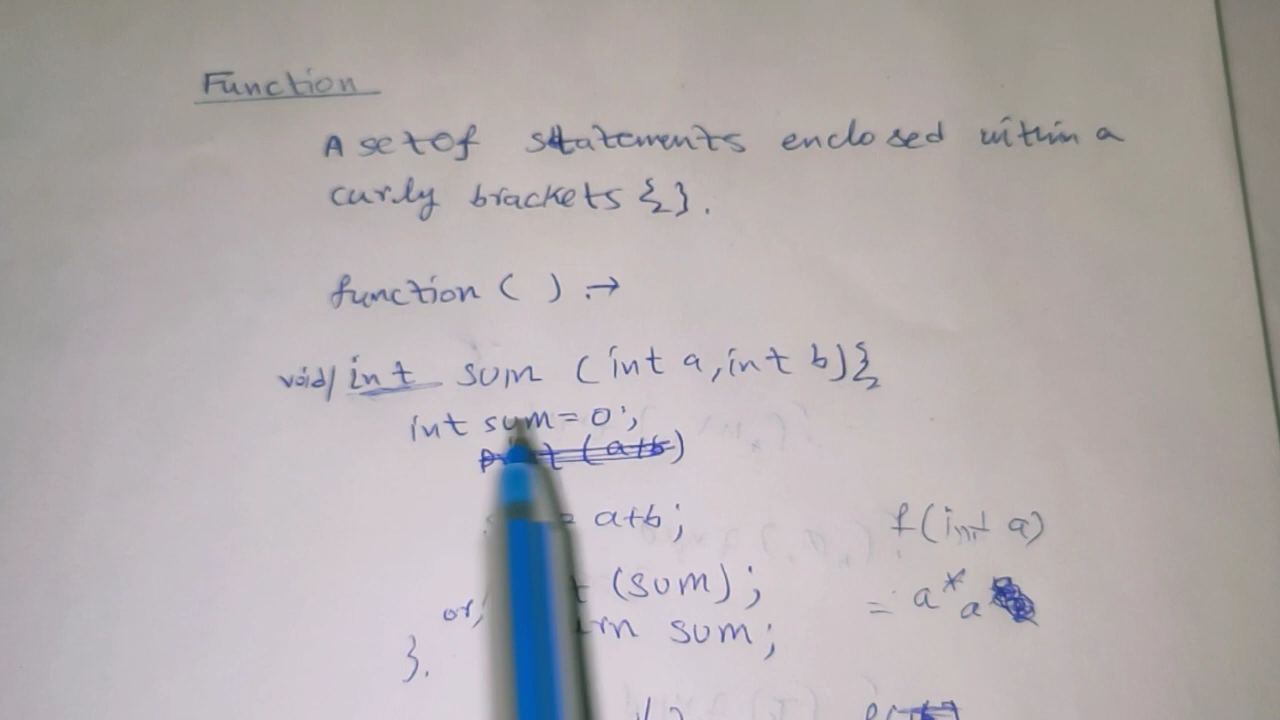 Function
A set of statements enclosed within a
curly brackets {}.
function ( ) :→
void/int sum (int a, int b){
int sum = 0;
= a+b;
(sum);
or, sum;
}.
f(int a)
= a*a